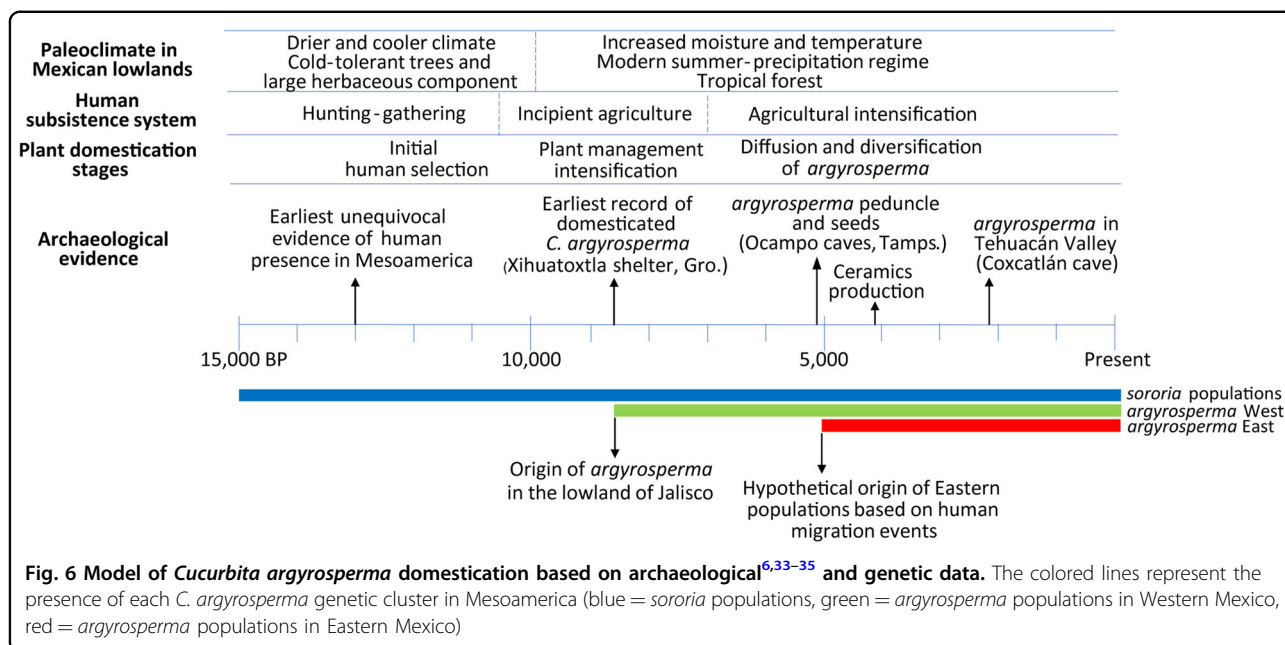 Paleoclimate in
Mexican lowlands
Drier and cooler climate
Cold-tolerant trees and
large herbaceous component
Increased moisture and temperature
Modern summer-precipitation regime
Tropical forest
Human
subsistence system
Hunting-gathering
Incipient agriculture
Agricultural intensification
Plant domestication
stages
Initial
human selection
Plant management
intensification
Diffusion and diversification
of argyrosperma
Archaeological
evidence
Earliest unequivocal
evidence of human
presence in Mesoamerica
Earliest record of
domesticated
C. argyrosperma
(Xihuatoxtla shelter, Gro.)
argyrosperma peduncle
and seeds
(Ocampo caves, Tamps.)
Ceramics
production
argyrosperma in
Tehuacán Valley
(Coxcatlán cave)
15,000 BP
10,000
5,000
Present
sororia populations
argyrosperma West
argyrosperma East
Origin of argyrosperma
in the lowland of Jalisco
Hypothetical origin of Eastern
populations based on human
migration events
Fig. 6 Model of Cucurbita argyrosperma domestication based on archaeological6,33–35 and genetic data. The colored lines represent the
presence of each C. argyrosperma genetic cluster in Mesoamerica (blue = sororia populations, green = argyrosperma populations in Western Mexico,
red = argyrosperma populations in Eastern Mexico)